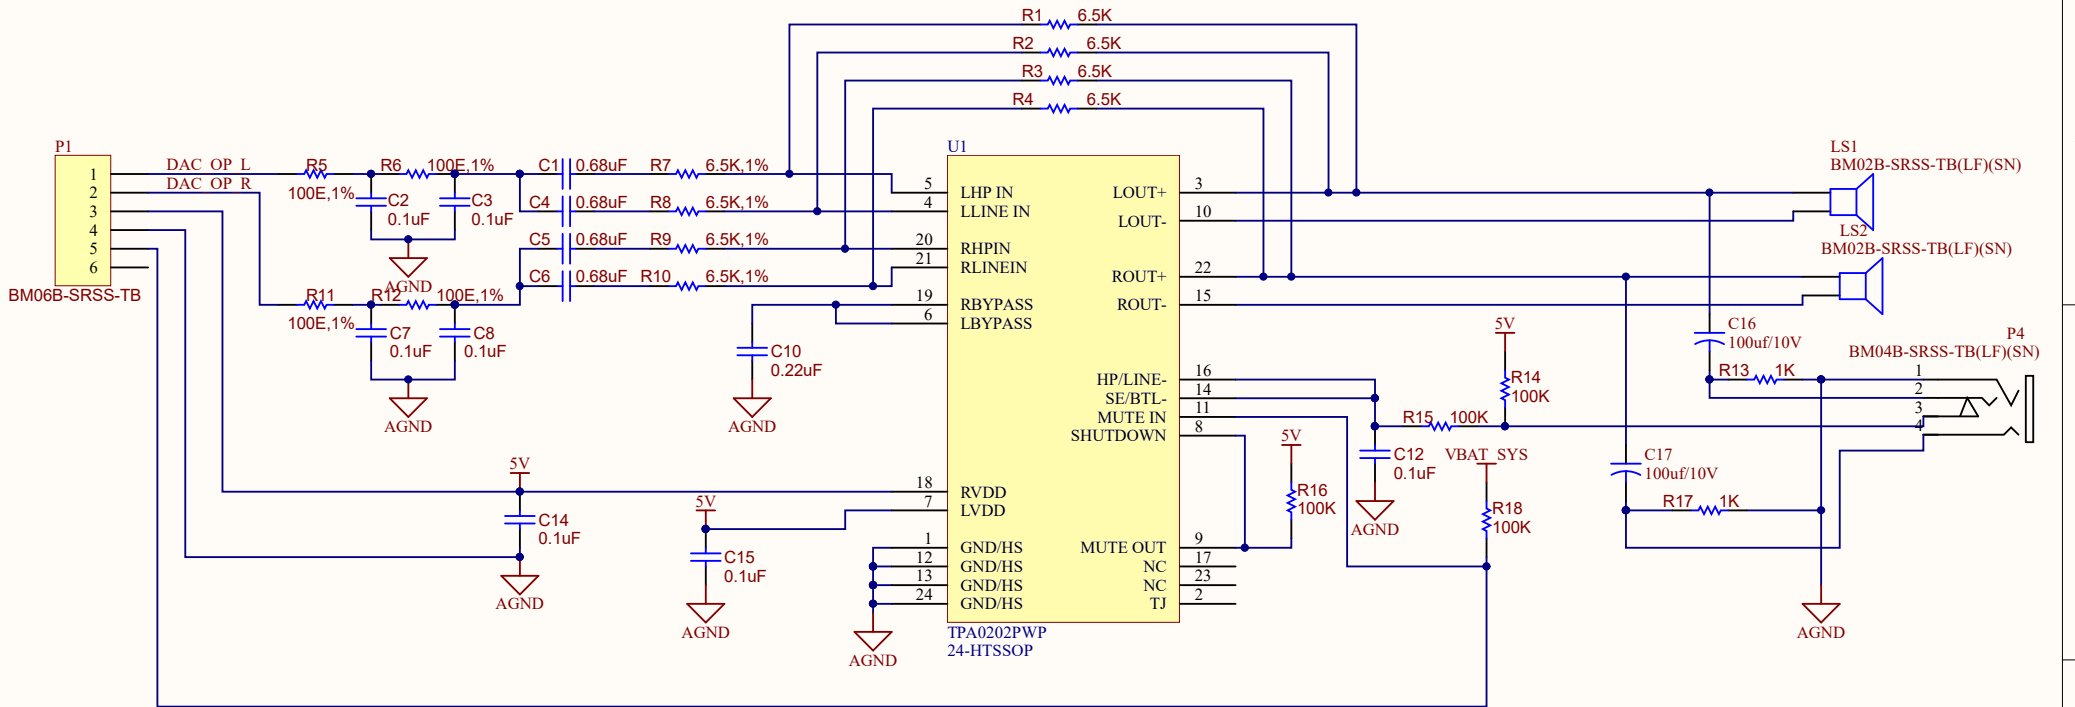 R1 6.5K
R2 6.5K
R3 6.5K
R4 6.5K
P1
1
2
3
4
5
6
BM06B-SRSS-TB
DAC_OP_L
DAC_OP_R
R5
100E,1%
R6 100E,1%
C2
0.1uF
C3
0.1uF
AGND
R11
100E,1%
R12 100E,1%
C7
0.1uF
C8
0.1uF
AGND
C1 0.68uF R7 6.5K,1%
C4 0.68uF R8 6.5K,1%
C5 0.68uF R9 6.5K,1%
C6 0.68uF R10 6.5K,1%
C10
0.22uF
AGND
5V
C14
0.1uF
AGND
5V
C15
0.1uF
AGND
AGND
U1
5 LHP IN
4 LLINE IN
20 RHPIN
21 RLINEIN
19 RBYPASS
6 LBYPASS
18 RVDD
7 LVDD
1 GND/HS
12 GND/HS
13 GND/HS
24 GND/HS
LOUT+ 3
LOUT- 10
ROUT+ 22
ROUT- 15
HP/LINE- 16
SE/BTL- 14
MUTE IN 11
SHUTDOWN 8
MUTE OUT 9
NC 17
NC 23
TJ 2
TPA0202PWP
24-HTSSOP
5V
R16
100K
C12
0.1uF
AGND
R15 100K
5V
R14
100K
VBAT_SYS
R18
100K
LS1
BM02B-SRSS-TB(LF)(SN)
LS2
BM02B-SRSS-TB(LF)(SN)
C16
100uf/10V
R13 1K
C17
100uf/10V
R17 1K
AGND
P4
BM04B-SRSS-TB(LF)(SN)
1
2
3
4